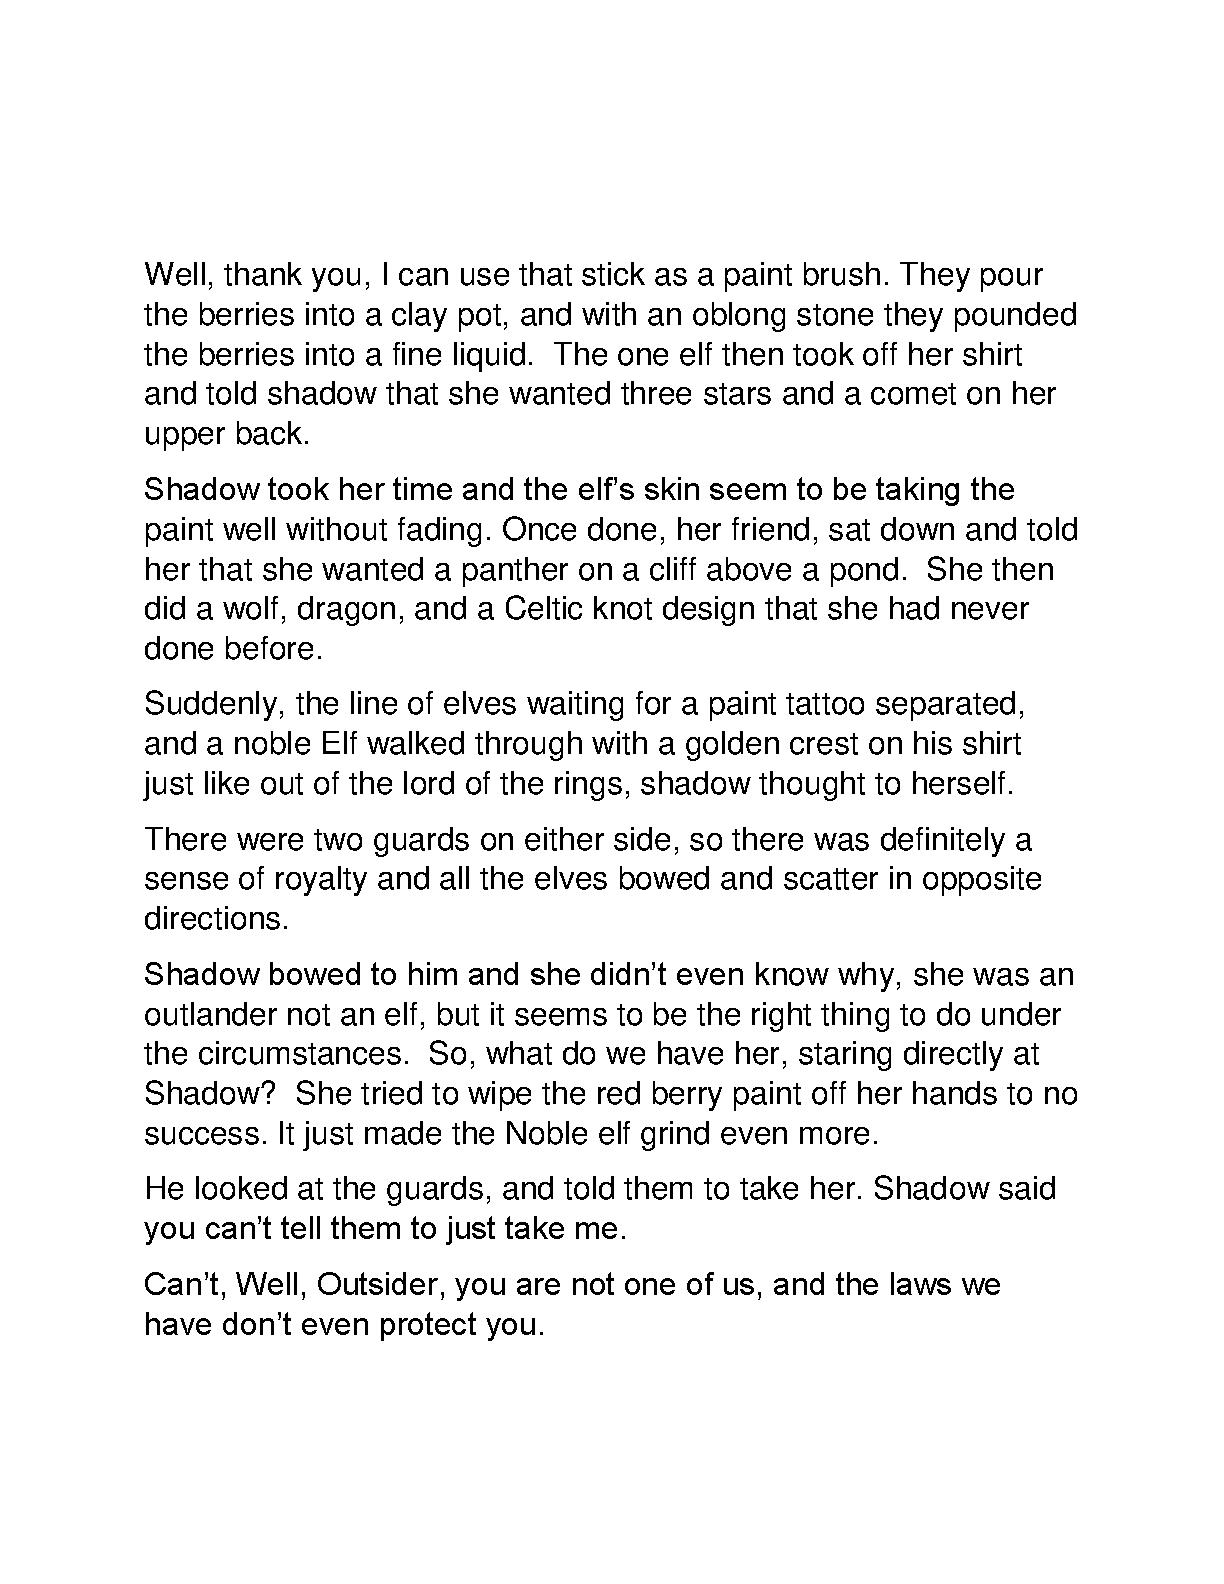 Well, thank you, I can use that stick as a paint brush. They pour
the berries into a clay pot, and with an oblong stone they pounded
the berries into a fine liquid.  The one elf then took off her shirt
and told shadow that she wanted three stars and a comet on her
upper back.
Shadow took her time and the elf’s skin seem to be taking the
paint well without fading. Once done, her friend, sat down and told
her that she wanted a panther on a cliff above a pond.  She then
did a wolf, dragon, and a Celtic knot design that she had never
done before.
Suddenly, the line of elves waiting for a paint tattoo separated,
and a noble Elf walked through with a golden crest on his shirt
just like out of the lord of the rings, shadow thought to herself.
There were two guards on either side, so there was definitely a
sense of royalty and all the elves bowed and scatter in opposite
directions.
Shadow bowed to him and she didn’t even know why, she was an
outlander not an elf, but it seems to be the right thing to do under
the circumstances.  So, what do we have her, staring directly at
Shadow?  She tried to wipe the red berry paint off her hands to no
success. It just made the Noble elf grind even more.
He looked at the guards, and told them to take her. Shadow said
you can’t tell them to just take me.
Can’t, Well, Outsider, you are not one of us, and the laws we
have don’t even protect you.